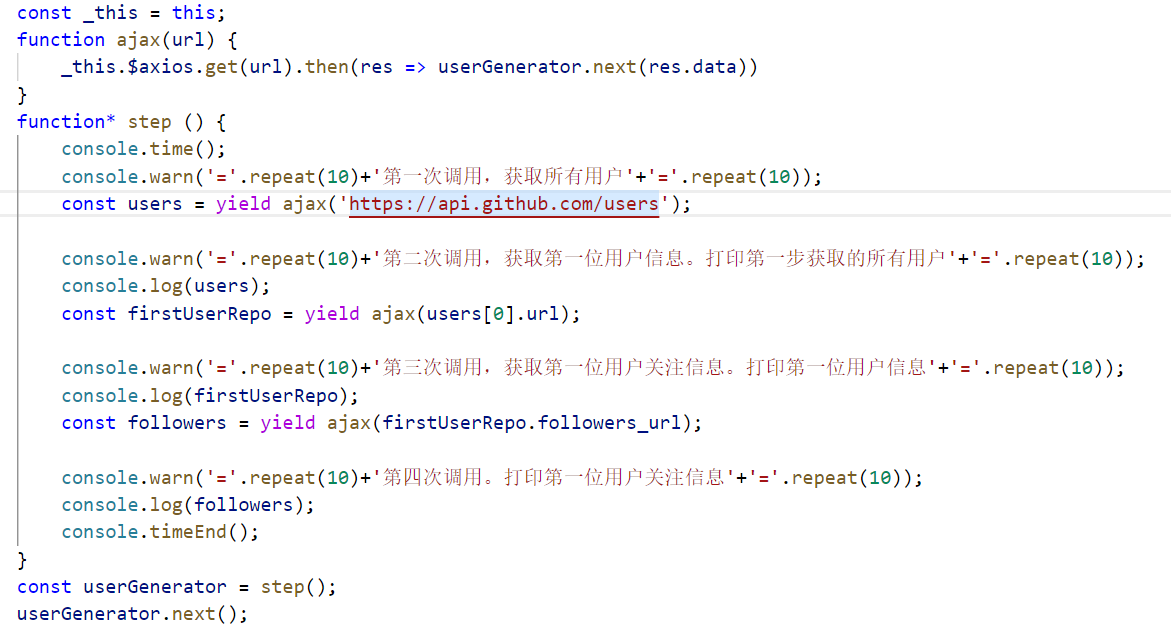 const _this = this;
function ajax(url) {
    _this.$axios.get(url).then(res => userGenerator.next(res.data))
}
function* step () {
    console.time();
    console.warn('='.repeat(10)+'第一次调用，获取所有用户'+'='.repeat(10));
    const users = yield ajax('https://api.github.com/users');
    console.warn('='.repeat(10)+'第二次调用，获取第一位用户信息。打印第一步获取的所有用户'+'='.repeat(10));
    console.log(users);
    const firstUserRepo = yield ajax(users[0].url);
    console.warn('='.repeat(10)+'第三次调用，获取第一位用户关注信息。打印第一位用户信息'+'='.repeat(10));
    console.log(firstUserRepo);
    const followers = yield ajax(firstUserRepo.followers_url);
    console.warn('='.repeat(10)+'第四次调用。打印第一位用户关注信息'+'='.repeat(10));
    console.log(followers);
    console.timeEnd();
}
const userGenerator = step();
userGenerator.next();